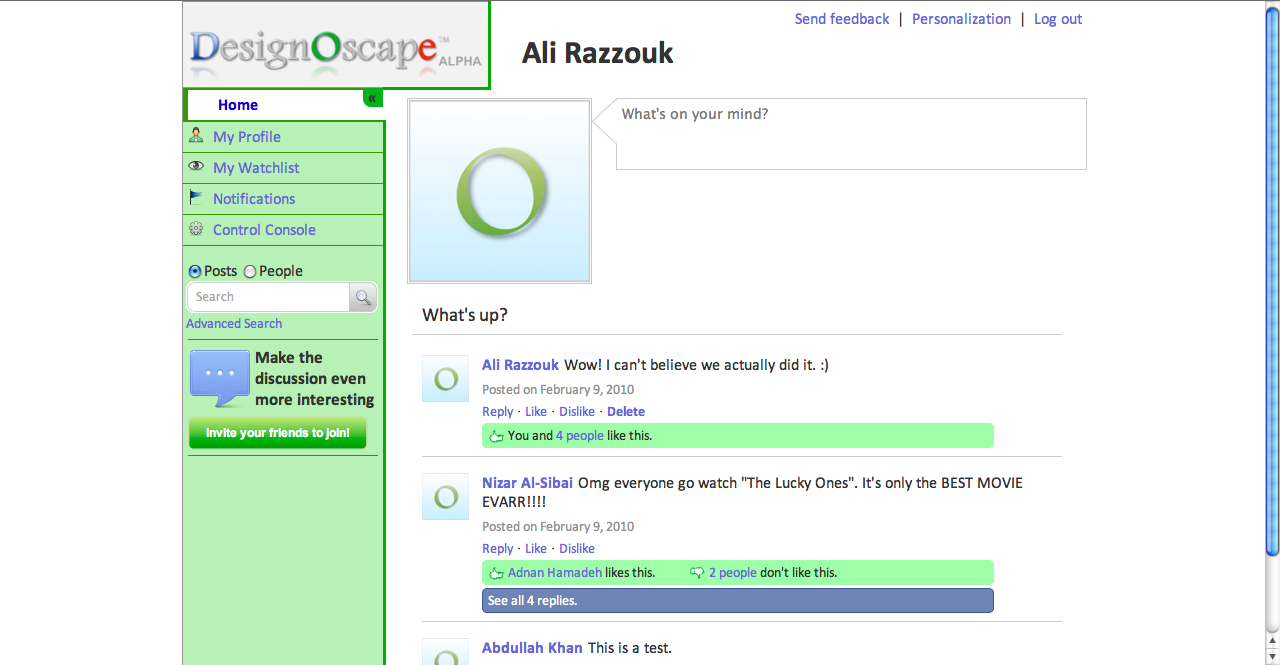 Send feedback | Personalization | Log out
DesignOscape™ ALPHA
Ali Razzouk
Home «
My Profile
My Watchlist
Notifications
Control Console
Posts People
Search
Advanced Search
Make the
discussion even
more interesting
Invite your friends to join!
What's on your mind?
What's up?
Ali Razzouk Wow! I can't believe we actually did it. :)
Posted on February 9, 2010
Reply · Like · Dislike · Delete
You and 4 people like this.
Nizar Al-Sibai Omg everyone go watch "The Lucky Ones". It's only the BEST MOVIE
EVARR!!!!
Posted on February 9, 2010
Reply · Like · Dislike
Adnan Hamadeh likes this. 2 people don't like this.
See all 4 replies.
Abdullah Khan This is a test.